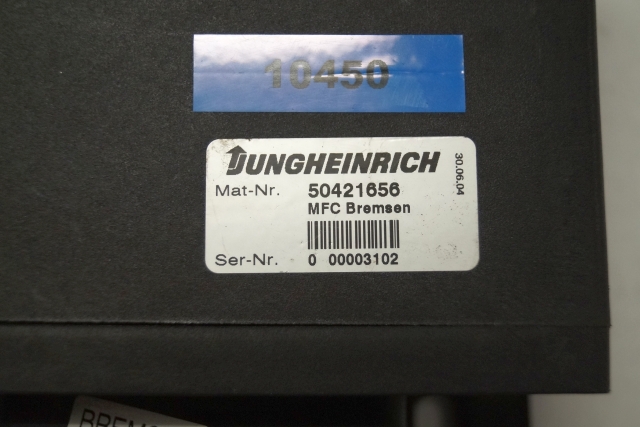 10450
JUNGHEINRICH
30.06.04
Mat-Nr. 50421656
MFC Bremsen
Ser-Nr. 0 00003102